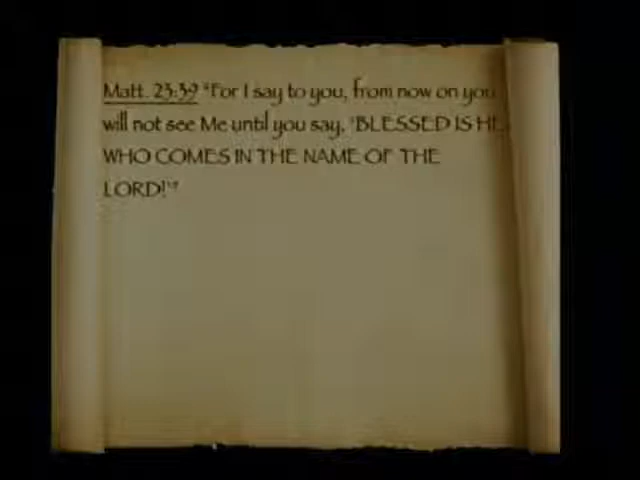 Matt. 23:39 "For I say to you, from now on you
will not see Me until you say, 'BLESSED IS HE
WHO COMES IN THE NAME OF THE
LORD!'"